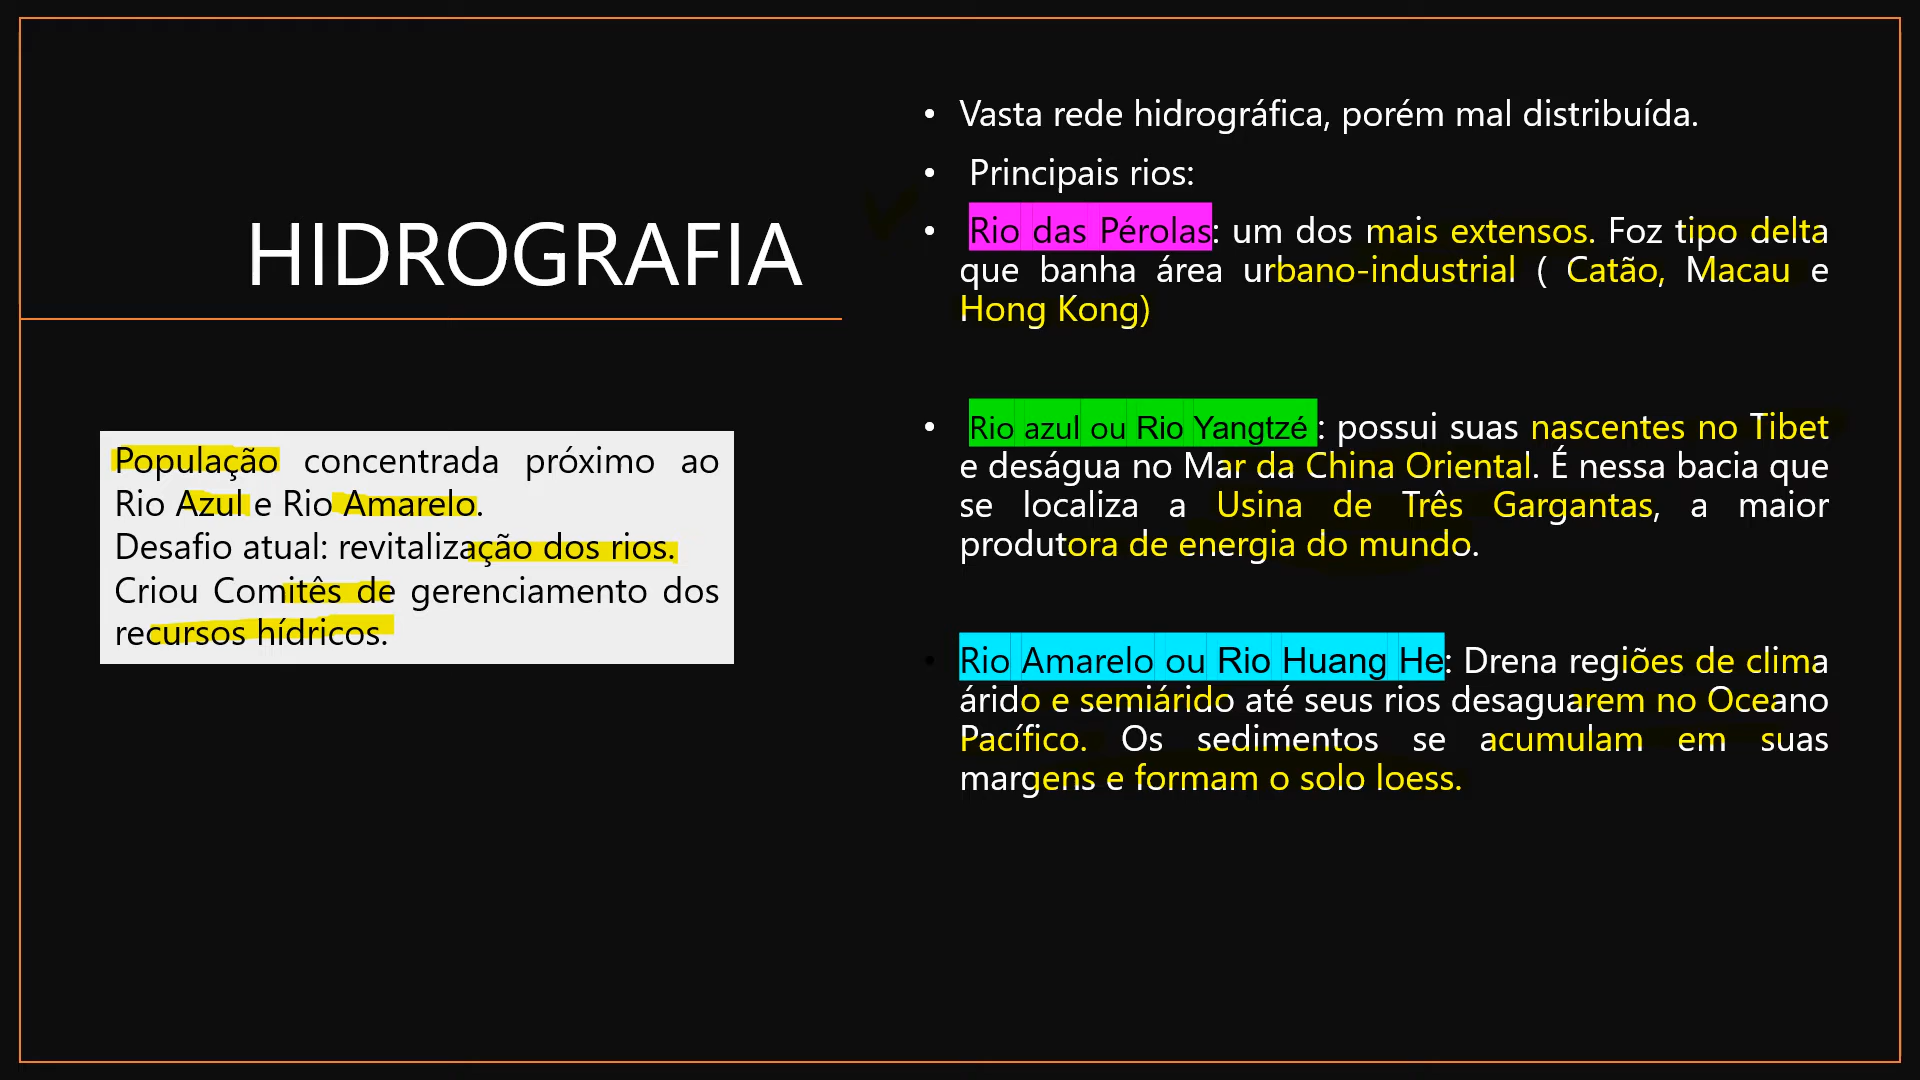 HIDROGRAFIA
População concentrada próximo ao
Rio Azul e Rio Amarelo.
Desafio atual: revitalização dos rios.
Criou Comitês de gerenciamento dos
recursos hídricos.
• Vasta rede hidrográfica, porém mal distribuída.
• Principais rios:
• Rio das Pérolas: um dos mais extensos. Foz tipo delta
que banha área urbano-industrial ( Catão, Macau e
Hong Kong)
• Rio azul ou Rio Yangtzé : possui suas nascentes no Tibet
e deságua no Mar da China Oriental. É nessa bacia que
se localiza a Usina de Três Gargantas, a maior
produtora de energia do mundo.
• Rio Amarelo ou Rio Huang He: Drena regiões de clima
árido e semiárido até seus rios desaguarem no Oceano
Pacífico. Os sedimentos se acumulam em suas
margens e formam o solo loess.